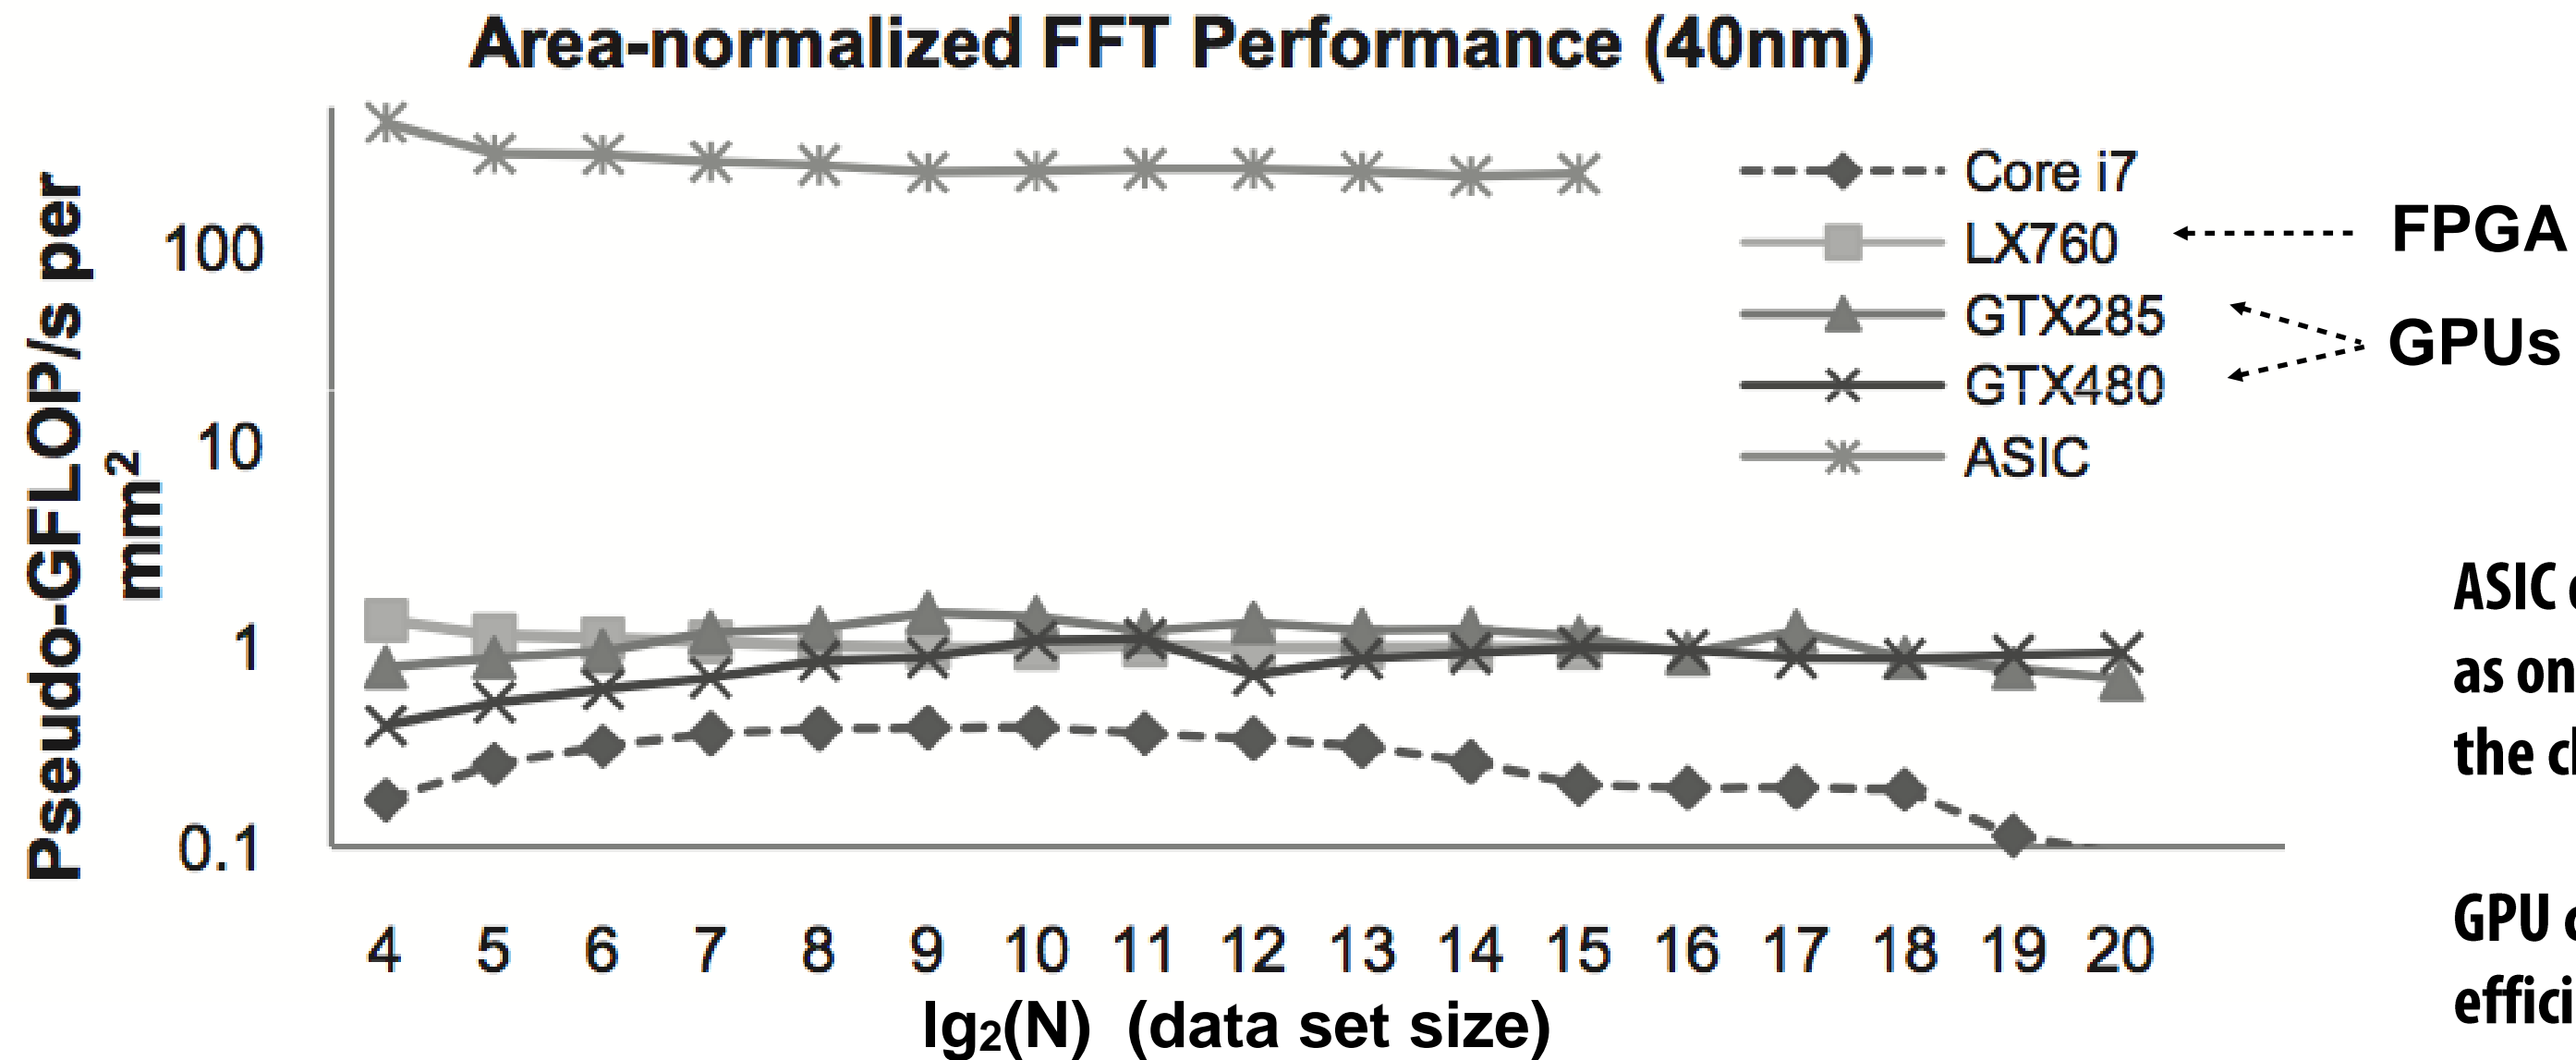 Area-normalized FFT Performance (40nm)
Pseudo-GFLOP/s per
mm²
100
10
1
0.1
4 5 6 7 8 9 10 11 12 13 14 15 16 17 18 19 20
lg₂(N) (data set size)
Core i7
LX760
GTX285
GTX480
ASIC
FPGA
GPUs
ASIC
as on
the
GPU